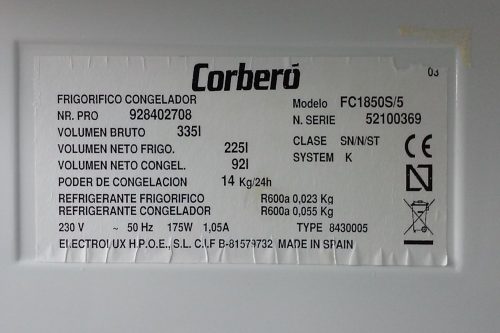 Corberó
03
FRIGORIFICO CONGELADOR Modelo FC1850S/5
NR. PRO 928402708 N. SERIE 52100369
VOLUMEN BRUTO 335l
CLASE SN/N/ST
VOLUMEN NETO FRIGO. 225l
SYSTEM K
VOLUMEN NETO CONGEL. 92l
PODER DE CONGELACION 14 Kg/24h
REFRIGERANTE FRIGORIFICO R600a 0,023 Kg
REFRIGERANTE CONGELADOR R600a 0,055 Kg
230 V ~ 50 Hz 175W 1,05A TYPE 8430005
ELECTROLUX H.P.O.E., S.L. C.I.F B-81579732 MADE IN SPAIN
CE
N